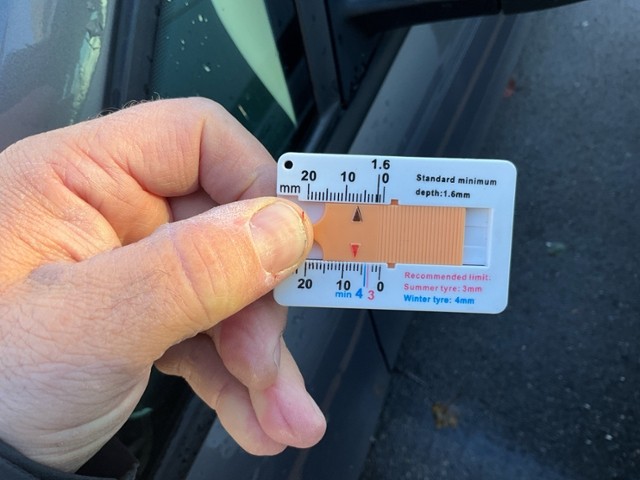 1.6
20 10 0
mm
Standard minimum
depth:1.6mm
20 10 0
min 4 3
Recommended limit:
Summer tyre: 3mm
Winter tyre: 4mm